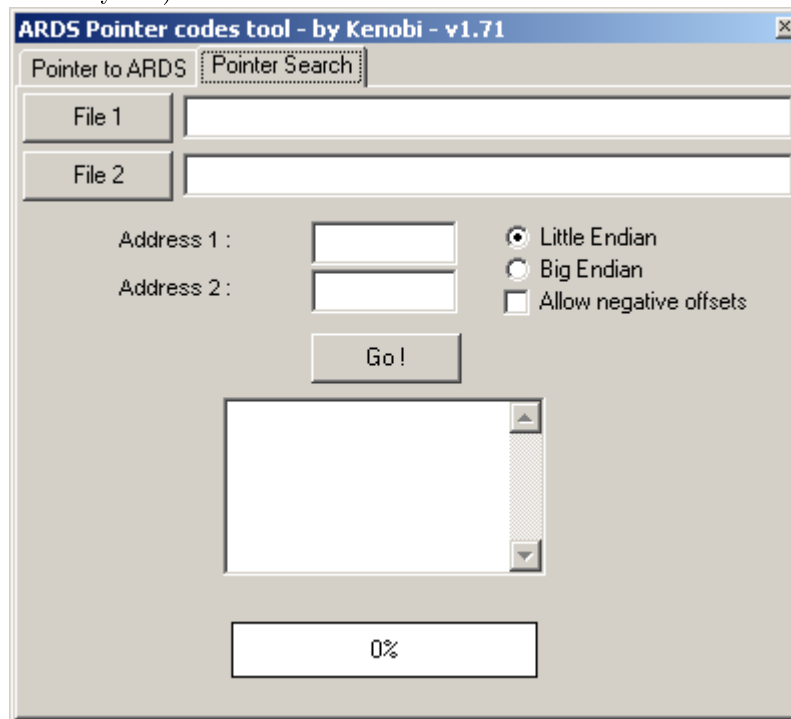 ARDS Pointer codes tool - by Kenobi - v1.71
Pointer to ARDS Pointer Search
File 1
File 2
Address 1 :
Little Endian
Big Endian
Address 2 :
Allow negative offsets
Go !
0%